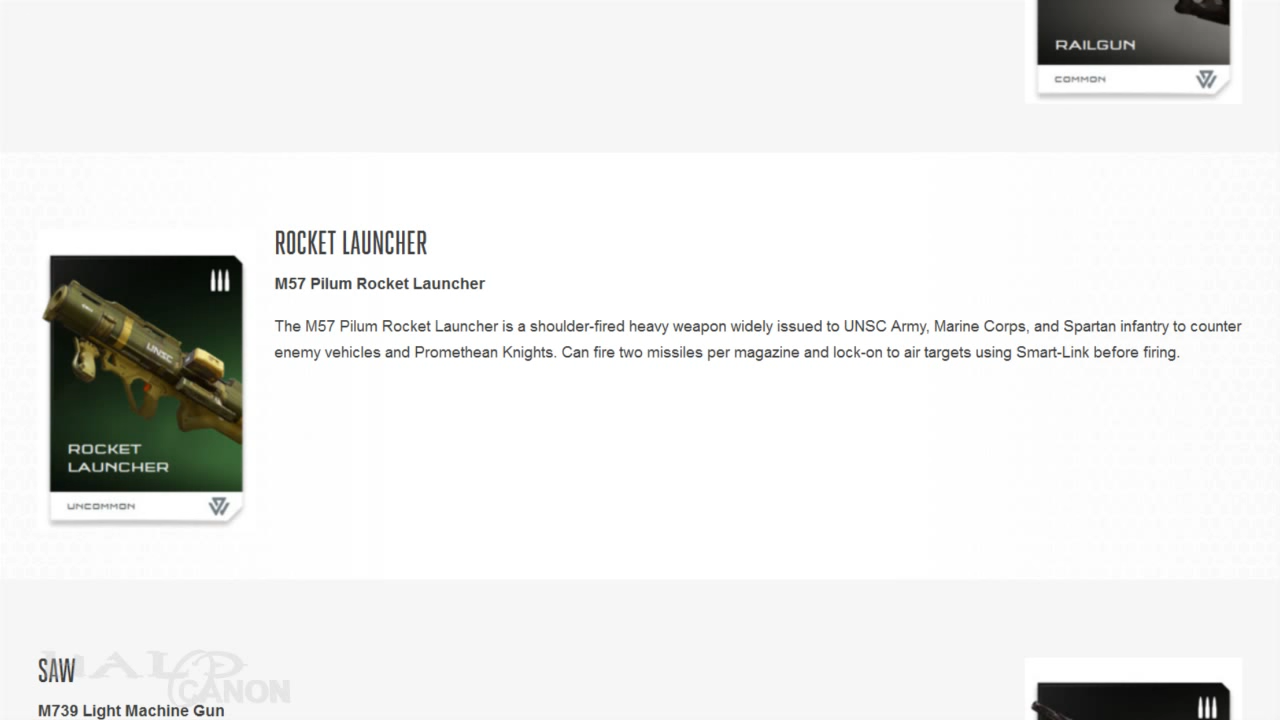 RAILGUN
COMMON
ROCKET LAUNCHER
M57 Pilum Rocket Launcher
The M57 Pilum Rocket Launcher is a shoulder-fired heavy weapon widely issued to UNSC Army, Marine Corps, and Spartan infantry to counter
enemy vehicles and Promethean Knights. Can fire two missiles per magazine and lock-on to air targets using Smart-Link before firing.
UNSC
ROCKET
LAUNCHER
UNCOMMON
SAW
HALO
CANON
M739 Light Machine Gun